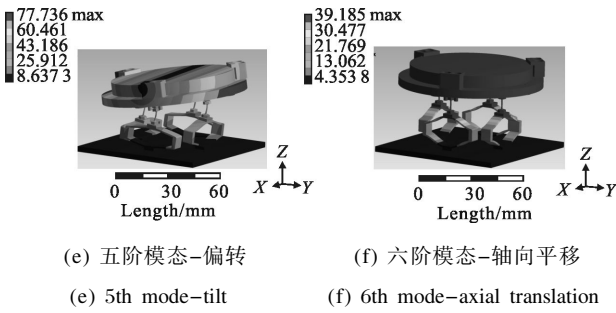 77.736 max
60.461
43.186
25.912
8.637 3
Z
X
Y
0 30 60
Length/mm
(e) 五阶模态-偏转
(e) 5th mode-tilt
39.185 max
30.477
21.769
13.062
4.353 8
Z
X
Y
0 30 60
Length/mm
(f) 六阶模态-轴向平移
(f) 6th mode-axial translation